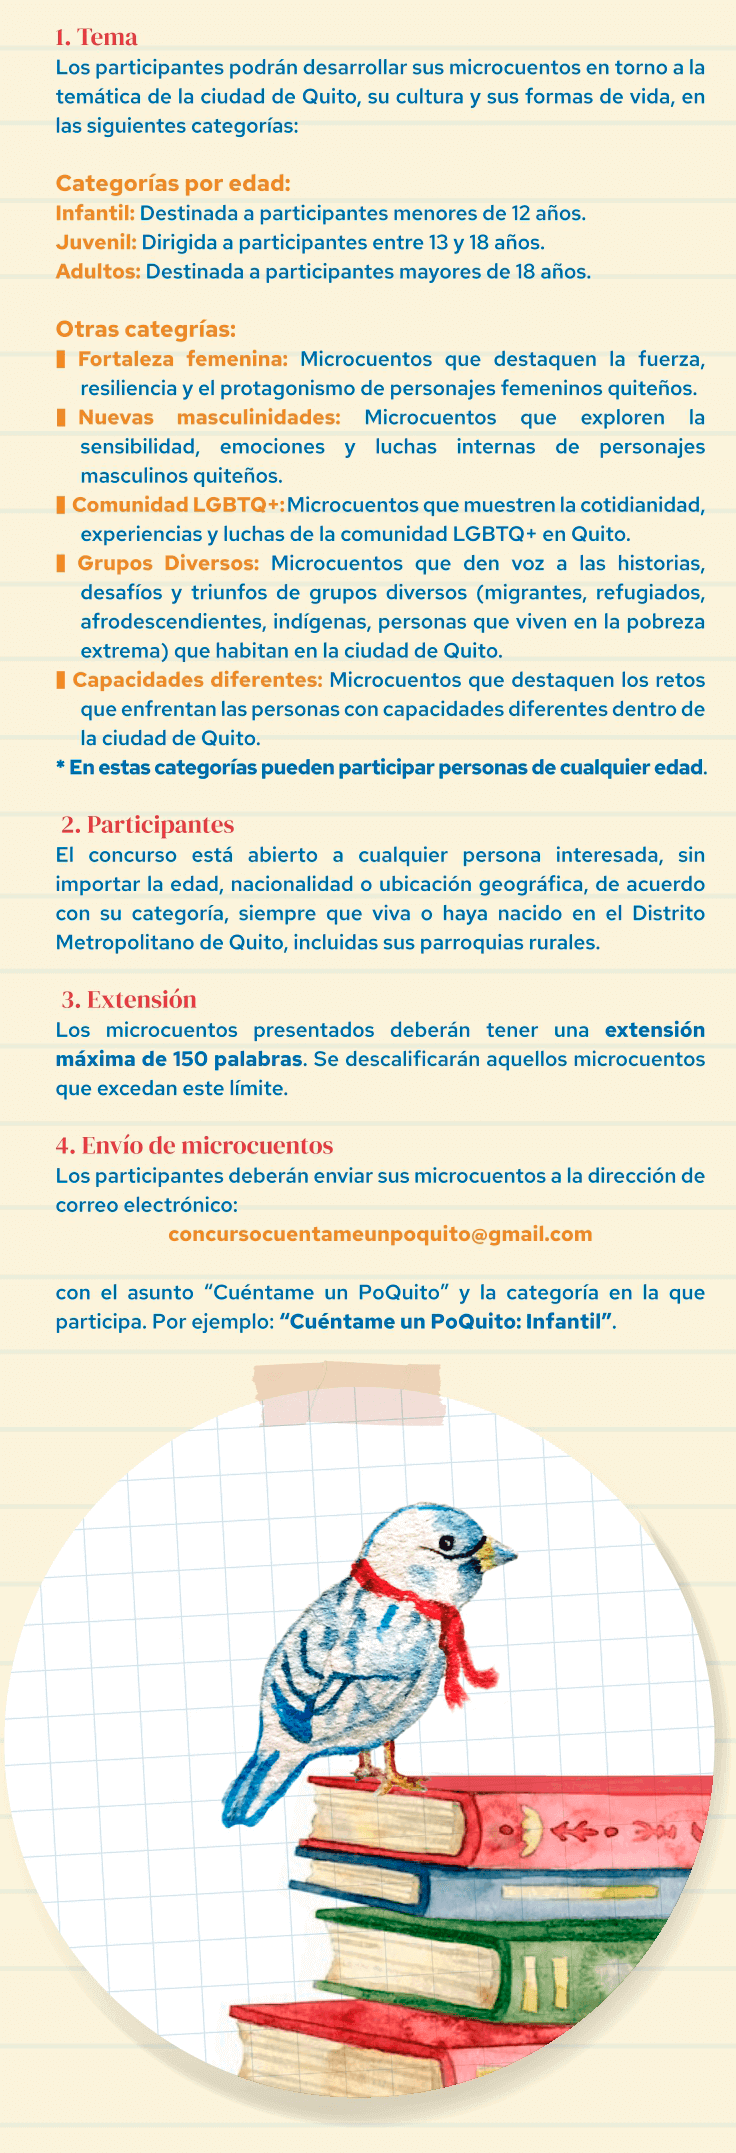 1. Tema
Los participantes podrán desarrollar sus microcuentos en torno a la
temática de la ciudad de Quito, su cultura y sus formas de vida, en
las siguientes categorías:
Categorías por edad:
Infantil: Destinada a participantes menores de 12 años.
Juvenil: Dirigida a participantes entre 13 y 18 años.
Adultos: Destinada a participantes mayores de 18 años.
Otras categrías:
Fortaleza femenina: Microcuentos que destaquen la fuerza,
resiliencia y el protagonismo de personajes femeninos quiteños.
Nuevas masculinidades: Microcuentos que exploren la
sensibilidad, emociones y luchas internas de personajes
masculinos quiteños.
Comunidad LGBTQ+:Microcuentos que muestren la cotidianidad,
experiencias y luchas de la comunidad LGBTQ+ en Quito.
Grupos Diversos: Microcuentos que den voz a las historias,
desafíos y triunfos de grupos diversos (migrantes, refugiados,
afrodescendientes, indígenas, personas que viven en la pobreza
extrema) que habitan en la ciudad de Quito.
Capacidades diferentes: Microcuentos que destaquen los retos
que enfrentan las personas con capacidades diferentes dentro de
la ciudad de Quito.
* En estas categorías pueden participar personas de cualquier edad.
2. Participantes
El concurso está abierto a cualquier persona interesada, sin
importar la edad, nacionalidad o ubicación geográfica, de acuerdo
con su categoría, siempre que viva o haya nacido en el Distrito
Metropolitano de Quito, incluidas sus parroquias rurales.
3. Extensión
Los microcuentos presentados deberán tener una extensión
máxima de 150 palabras. Se descalificarán aquellos microcuentos
que excedan este límite.
4. Envío de microcuentos
Los participantes deberán enviar sus microcuentos a la dirección de
correo electrónico:
concursocuentameunpoquito@gmail.com
con el asunto “Cuéntame un PoQuito” y la categoría en la que
participa. Por ejemplo: “Cuéntame un PoQuito: Infantil”.